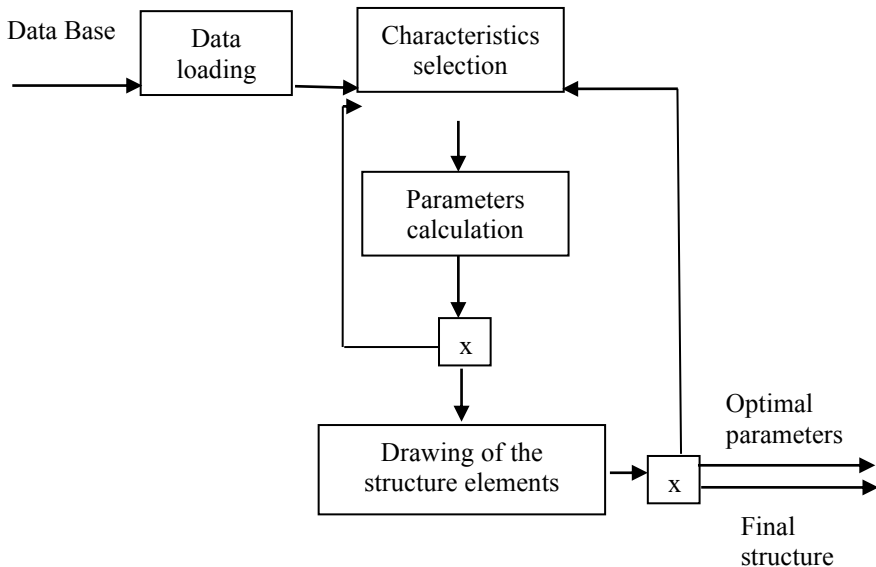 Data Base
Data
loading
Characteristics
selection
Parameters
calculation
x
Drawing of the
structure elements
x
Optimal
parameters
Final
structure